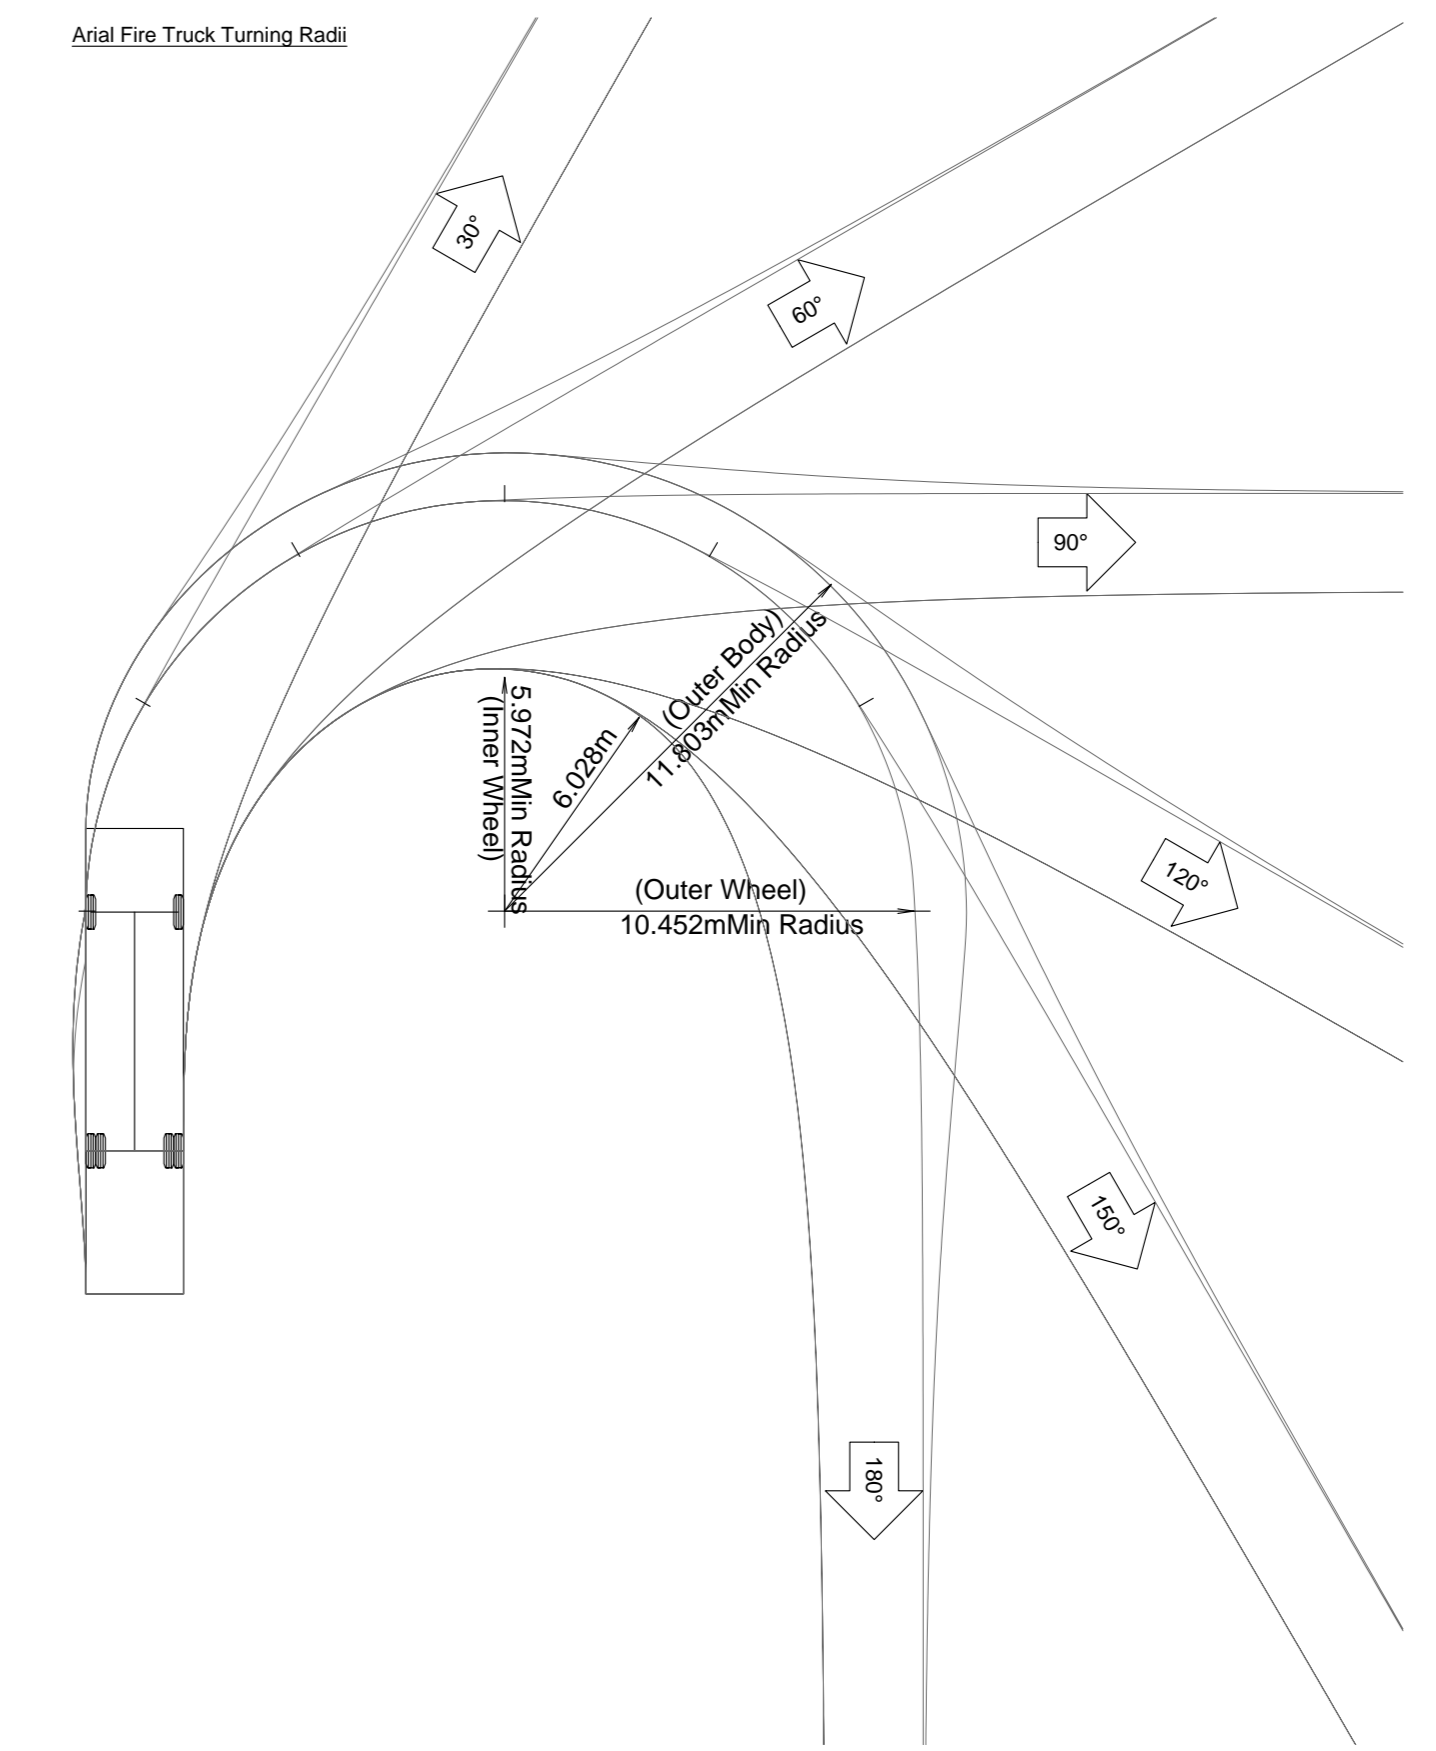 Arial Fire Truck Turning Radii
30°
60°
90°
(Outer Body)
11.803mMin Radius
5.972mMin Radius
(Inner Wheel)
6.028m
(Outer Wheel)
10.452mMin Radius
120°
150°
180°